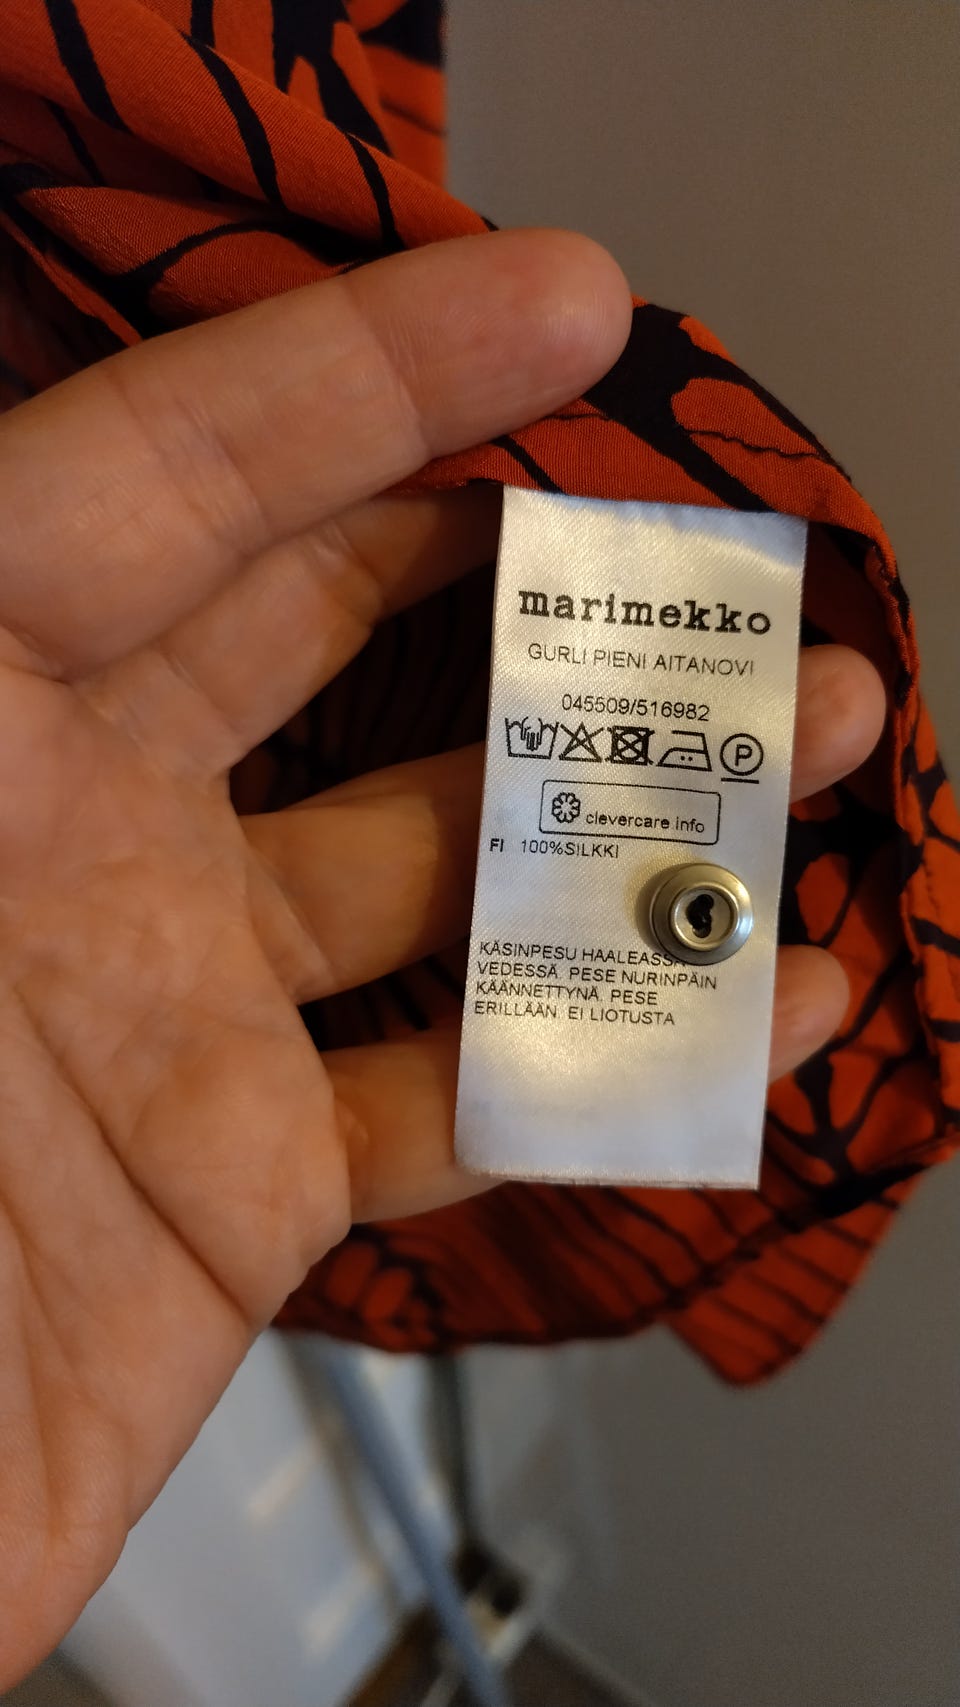 marimekko
GURLI PIENI AITANOVI
045509/516982
P
clevercare.info
FI 100%SILKKI
KÄSINPESU HAALEASSA
VEDESSÄ. PESE NURINPÄIN
KÄÄNNETTYNÄ. PESE
ERILLÄÄN. EI LIOTUSTA